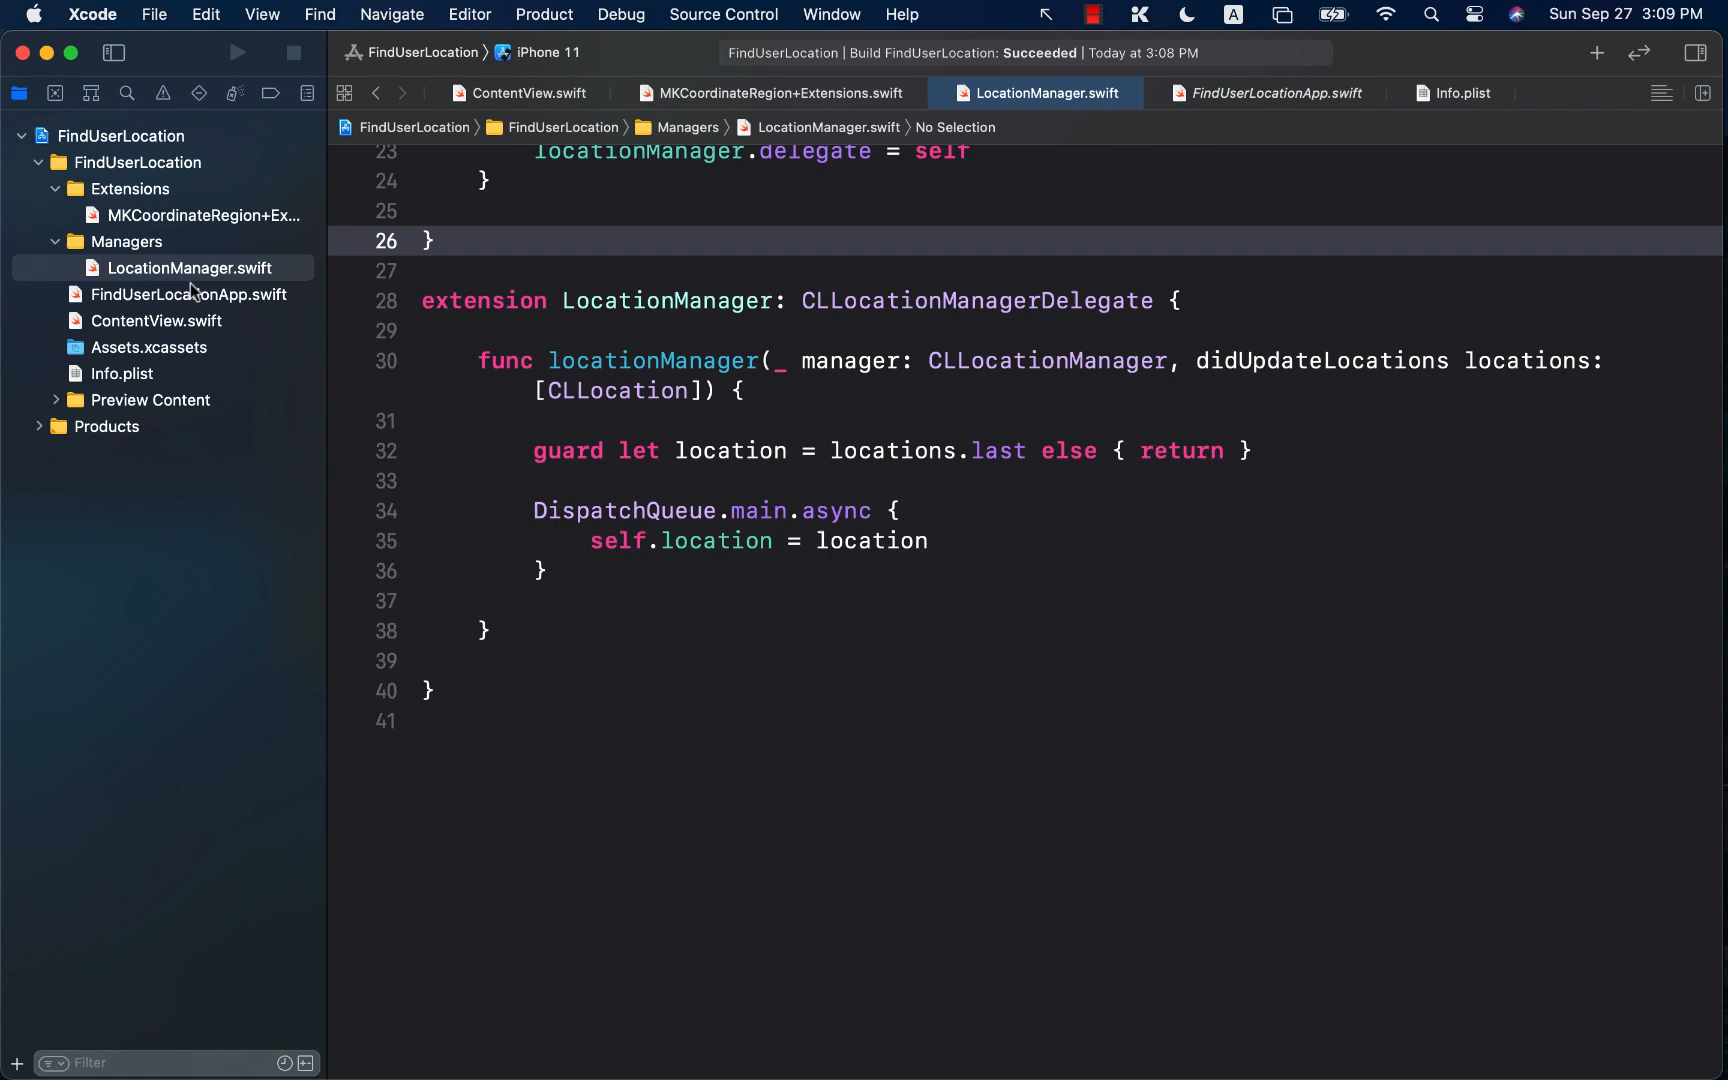 Xcode File Edit View Find Navigate Editor Product Debug Source Control Window Help A Sun Sep 27 3:09 PM
FindUserLocation iPhone 11 FindUserLocation | Build FindUserLocation: Succeeded | Today at 3:08 PM
ContentView.swift MKCoordinateRegion+Extensions.swift LocationManager.swift FindUserLocationApp.swift Info.plist
FindUserLocation FindUserLocation Managers LocationManager.swift No Selection
FindUserLocation
FindUserLocation
Extensions
MKCoordinateRegion+Ex...
Managers
LocationManager.swift
FindUserLocationApp.swift
ContentView.swift
Assets.xcassets
Info.plist
Preview Content
Products
Filter
23 locationManager.delegate = self
24 }
25
26 }
27
28 extension LocationManager: CLLocationManagerDelegate {
29
30 func locationManager(_ manager: CLLocationManager, didUpdateLocations locations:
[CLLocation]) {
31
32 guard let location = locations.last else { return }
33
34 DispatchQueue.main.async {
35 self.location = location
36 }
37
38 }
39
40 }
41